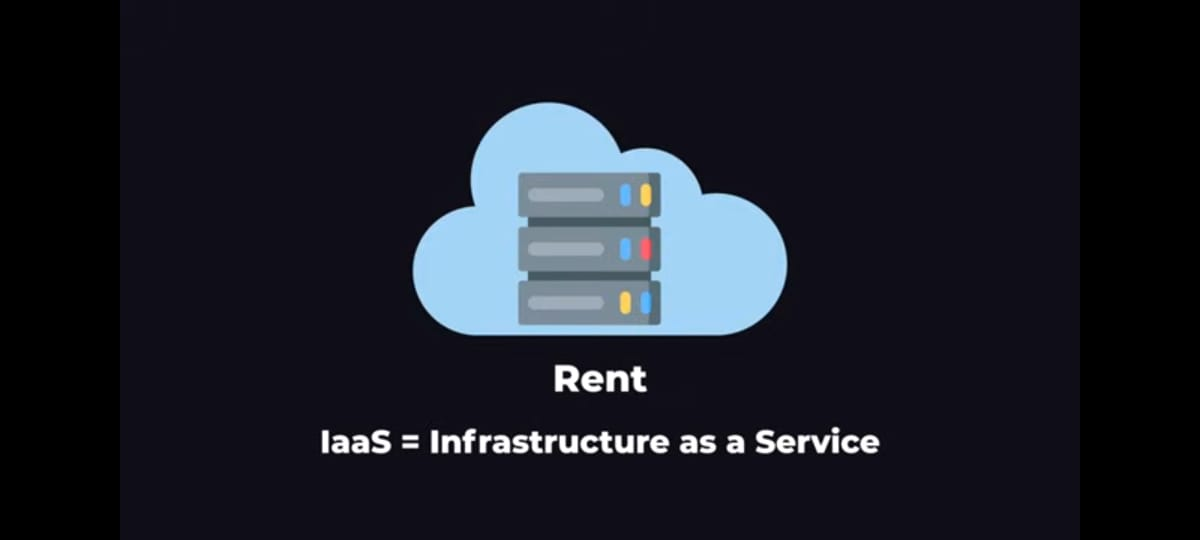 Rent
IaaS = Infrastructure as a Service